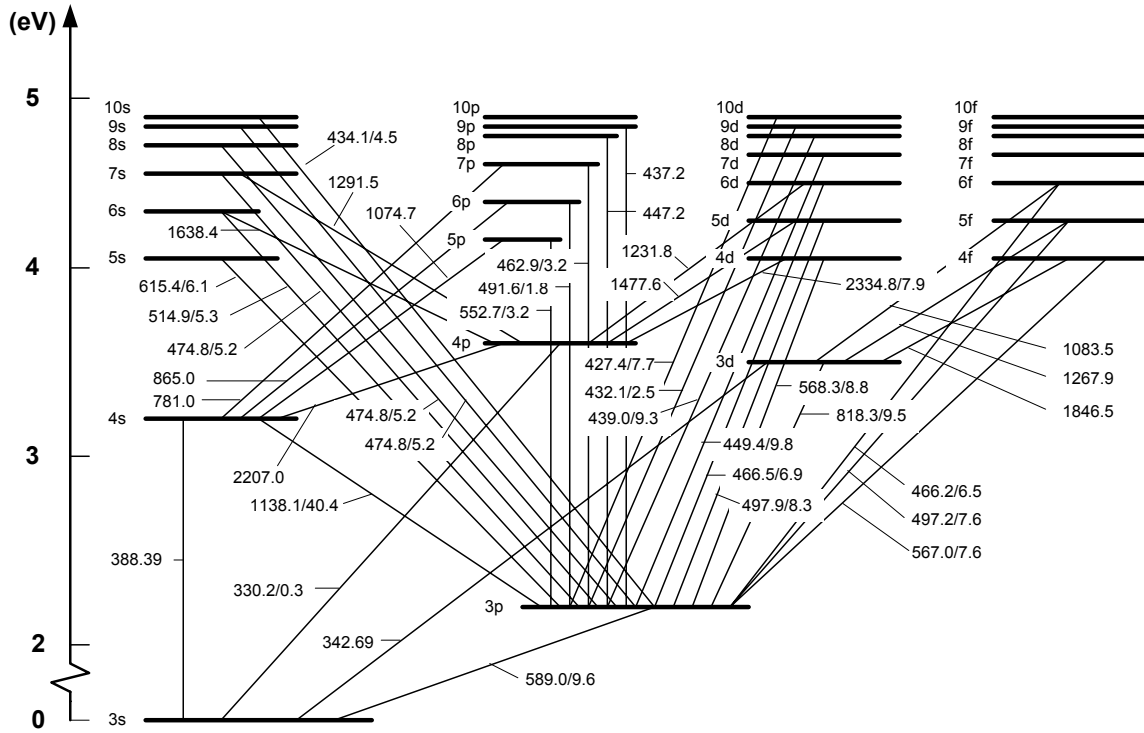 (eV)
5
4
3
2
0
10s
9s
8s
7s
6s
5s
4s
3s
10p
9p
8p
7p
6p
5p
4p
3p
10d
9d
8d
7d
6d
5d
4d
3d
10f
9f
8f
7f
6f
5f
4f
434.1/4.5
1291.5
1074.7
1638.4
615.4/6.1
514.9/5.3
474.8/5.2
865.0
781.0
474.8/5.2
474.8/5.2
2207.0
1138.1/40.4
388.39
330.2/0.3
342.69
589.0/9.6
437.2
447.2
462.9/3.2
491.6/1.8
552.7/3.2
1231.8
1477.6
2334.8/7.9
427.4/7.7
432.1/2.5
439.0/9.3
568.3/8.8
818.3/9.5
449.4/9.8
466.5/6.9
497.9/8.3
1083.5
1267.9
1846.5
466.2/6.5
497.2/7.6
567.0/7.6